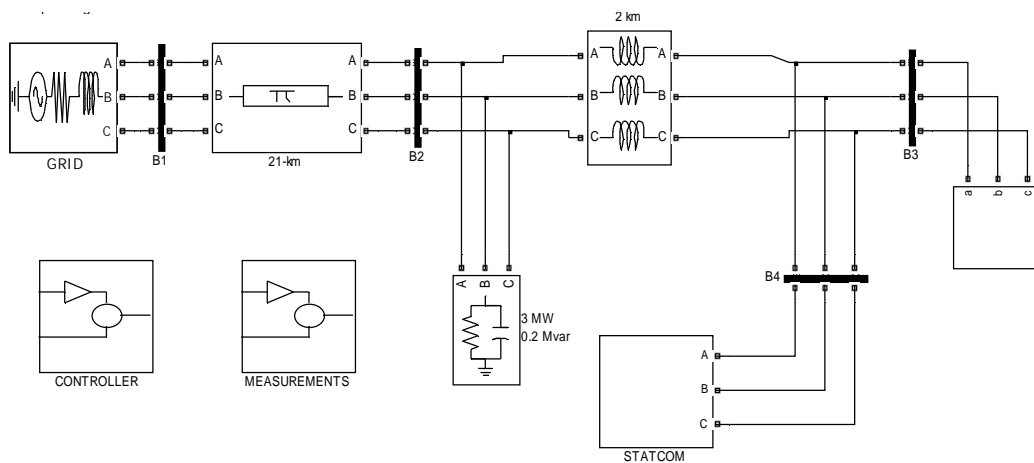 2 km
A
B
C
GRID
B1
A
B
C
A
B
C
21-km
B2
A
B
C
A
B
C
B3
a
b
c
A
B
C
3 MW
0.2 Mvar
B4
A
B
C
STATCOM
CONTROLLER
MEASUREMENTS